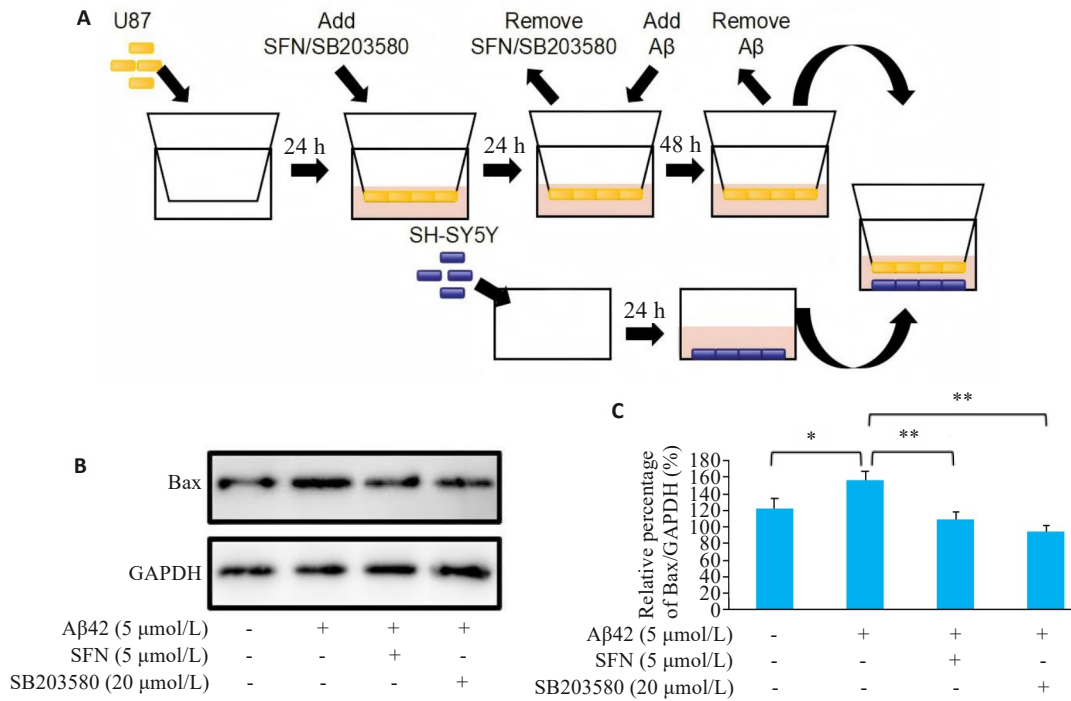 A
U87
Add
SFN/SB203580
Remove
SFN/SB203580
Add
Aβ
Remove
Aβ
24 h
24 h
48 h
SH-SY5Y
24 h
B
Bax
GAPDH
Aβ42 (5 μmol/L) - + + +
SFN (5 μmol/L) - - + -
SB203580 (20 μmol/L) - - - +
C
**
* **
Relative percentage
of Bax/GAPDH (%)
180
160
140
120
100
80
60
40
20
0
Aβ42 (5 μmol/L) - + + +
SFN (5 μmol/L) - - + -
SB203580 (20 μmol/L) - - - +